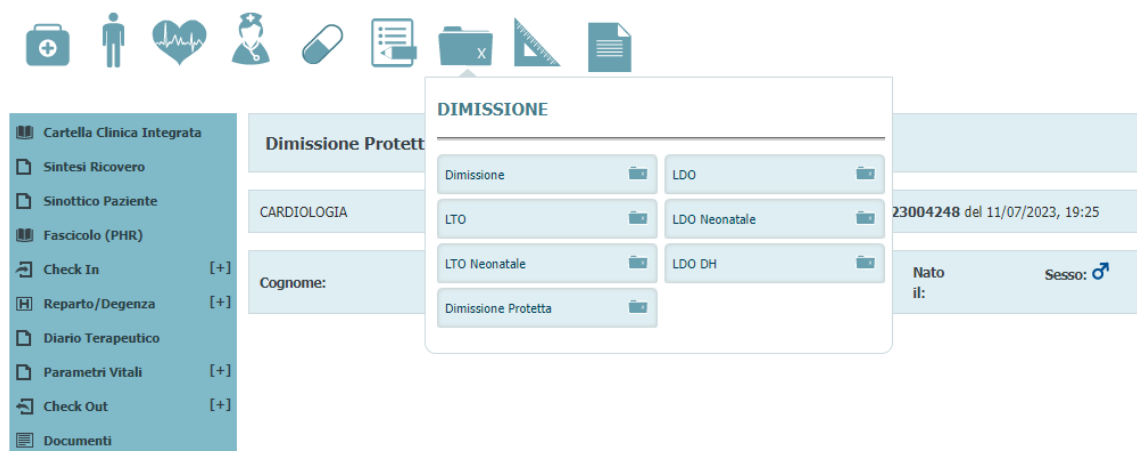 x
DIMISSIONE
Dimissione
LDO
LTO
LDO Neonatale
LTO Neonatale
LDO DH
Dimissione Protetta
Cartella Clinica Integrata
Sintesi Ricovero
Sinottico Paziente
Fascicolo (PHR)
Check In [+]
H Reparto/Degenza [+]
Diario Terapeutico
Parametri Vitali [+]
Check Out [+]
Documenti
Dimissione Protett
CARDIOLOGIA 23004248 del 11/07/2023, 19:25
Cognome: Nato il: Sesso: